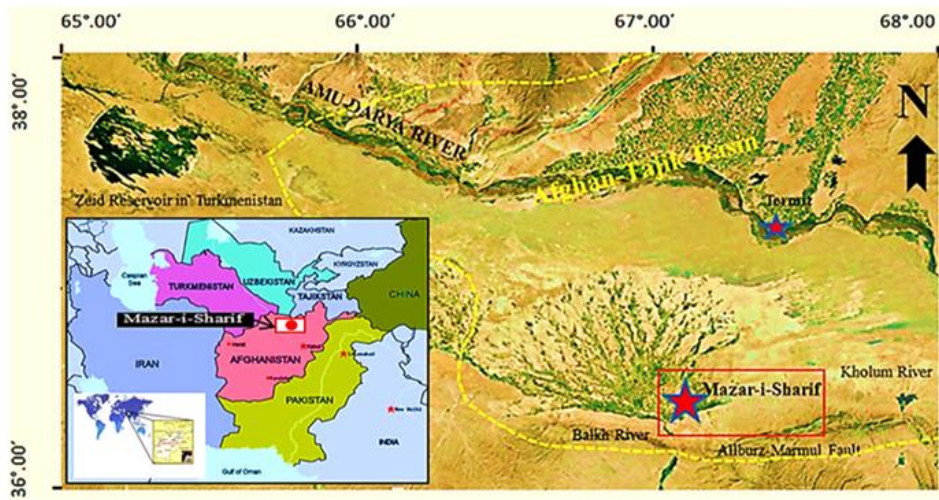 65°.00' 66°.00' 67°.00' 68°.00'
38°.00'
36°.00'
N
AMU DARYA RIVER
Afghan-Tajik Basin
Zeid Reservoir in Turkmenistan
Termit
Mazar-i-Sharif
Kholum River
Balkh River
Allburz-Marmul Fault
KAZAKHSTAN
Caspian
Sea
UZBEKISTAN
KYRGYZSTAN
TURKMENISTAN
TAJIKSTAN
CHINA
Mazar-i-Sharif
Herat
Kabul
AFGHANISTAN
IRAN
PAKISTAN
New Delhi
INDIA
Gulf of Oman